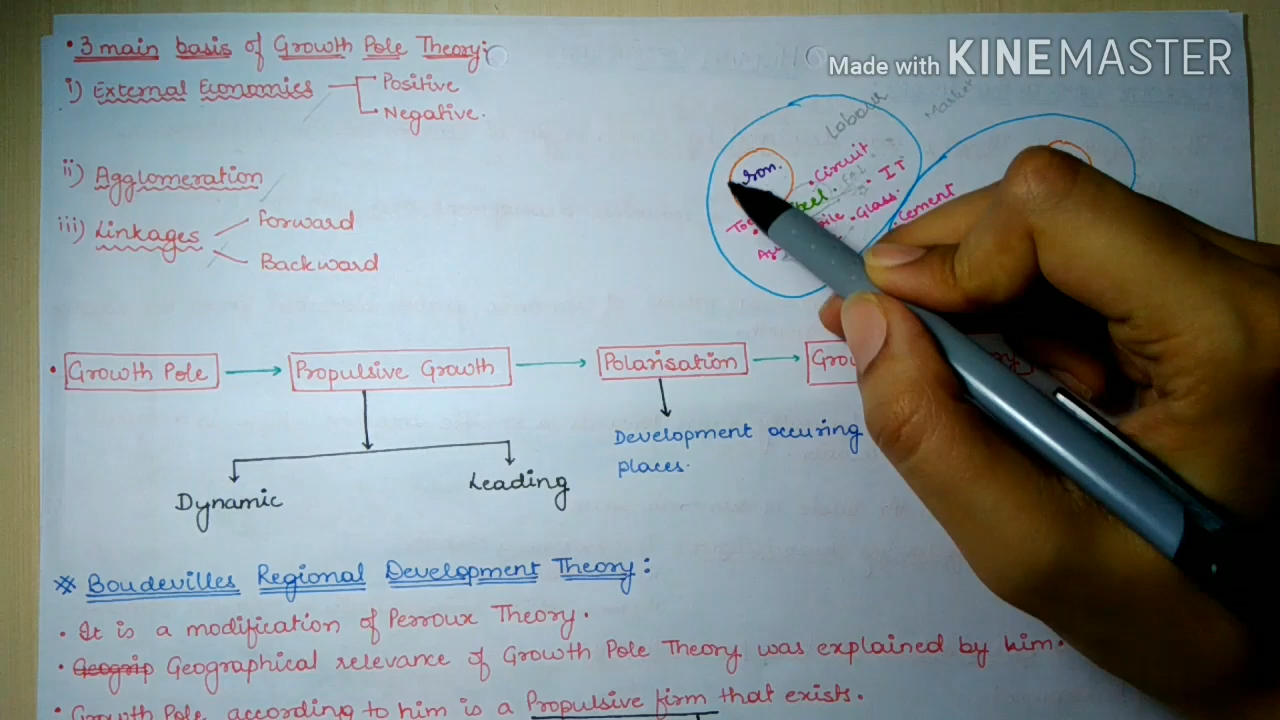 Made with KINEMASTER
• 3 main basis of Growth Pole Theory:
i) External Economies
Positive
Negative.
ii) Agglomeration
iii) Linkages
Forward
Backward
Labour
Market
Iron.
• Circuit
• IT
• Glass.
• Cement
• Growth Pole
Propulsive Growth
Polarisation
Dynamic
Leading
Development occuring
places.
※ Boudevilles Regional Development Theory:
• It is a modification of Perroux Theory.
• Geogrip Geographical relevance of Growth Pole Theory was explained by him.
• Growth Pole according to him is a Propulsive firm that exists.